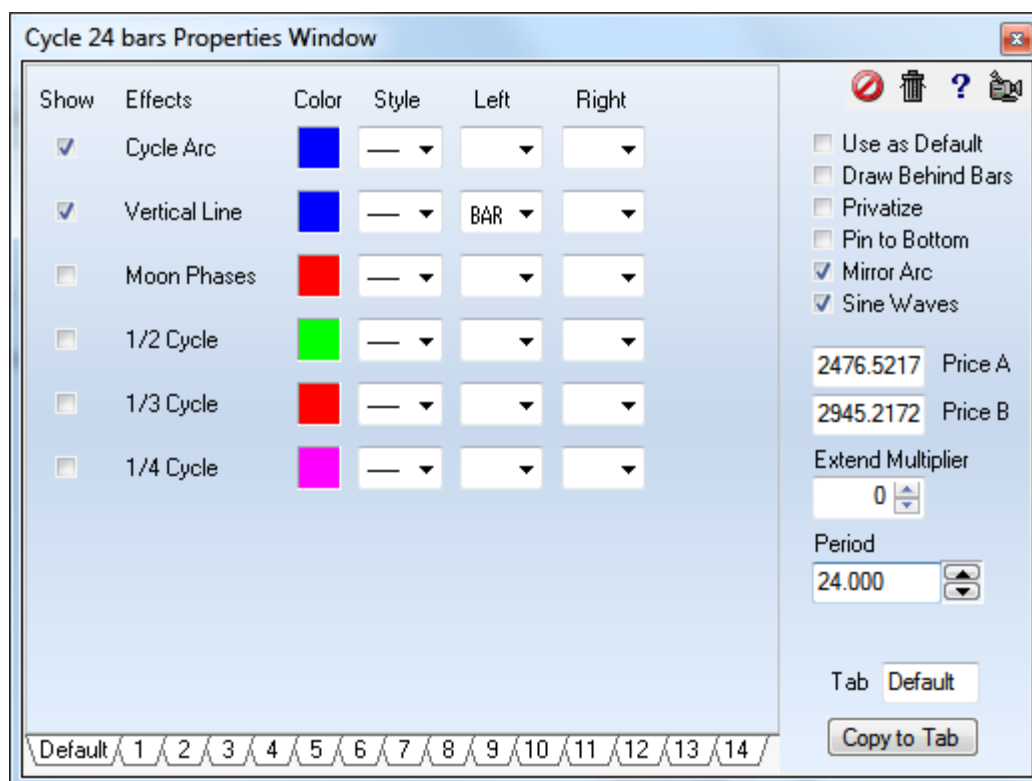 Cycle 24 bars Properties Window
Show Effects Color Style Left Right
Cycle Arc
Vertical Line BAR
Moon Phases
1/2 Cycle
1/3 Cycle
1/4 Cycle
?
Use as Default
Draw Behind Bars
Privatize
Pin to Bottom
Mirror Arc
Sine Waves
2476.5217 Price A
2945.2172 Price B
Extend Multiplier
0
Period
24.000
Tab Default
Copy to Tab
Default 1 2 3 4 5 6 7 8 9 10 11 12 13 14